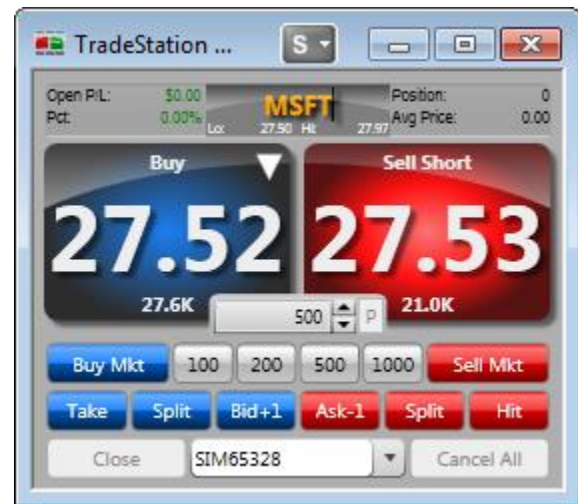 TradeStation ... S
Open P/L: $0.00 MSFT Position: 0
Pct: 0.00% Lo: 27.50 Hi: 27.97 Avg Price: 0.00
Buy Sell Short
27.52 27.53
27.6K 500 P 21.0K
Buy Mkt 100 200 500 1000 Sell Mkt
Take Split Bid+1 Ask-1 Split Hit
Close SIM65328 Cancel All